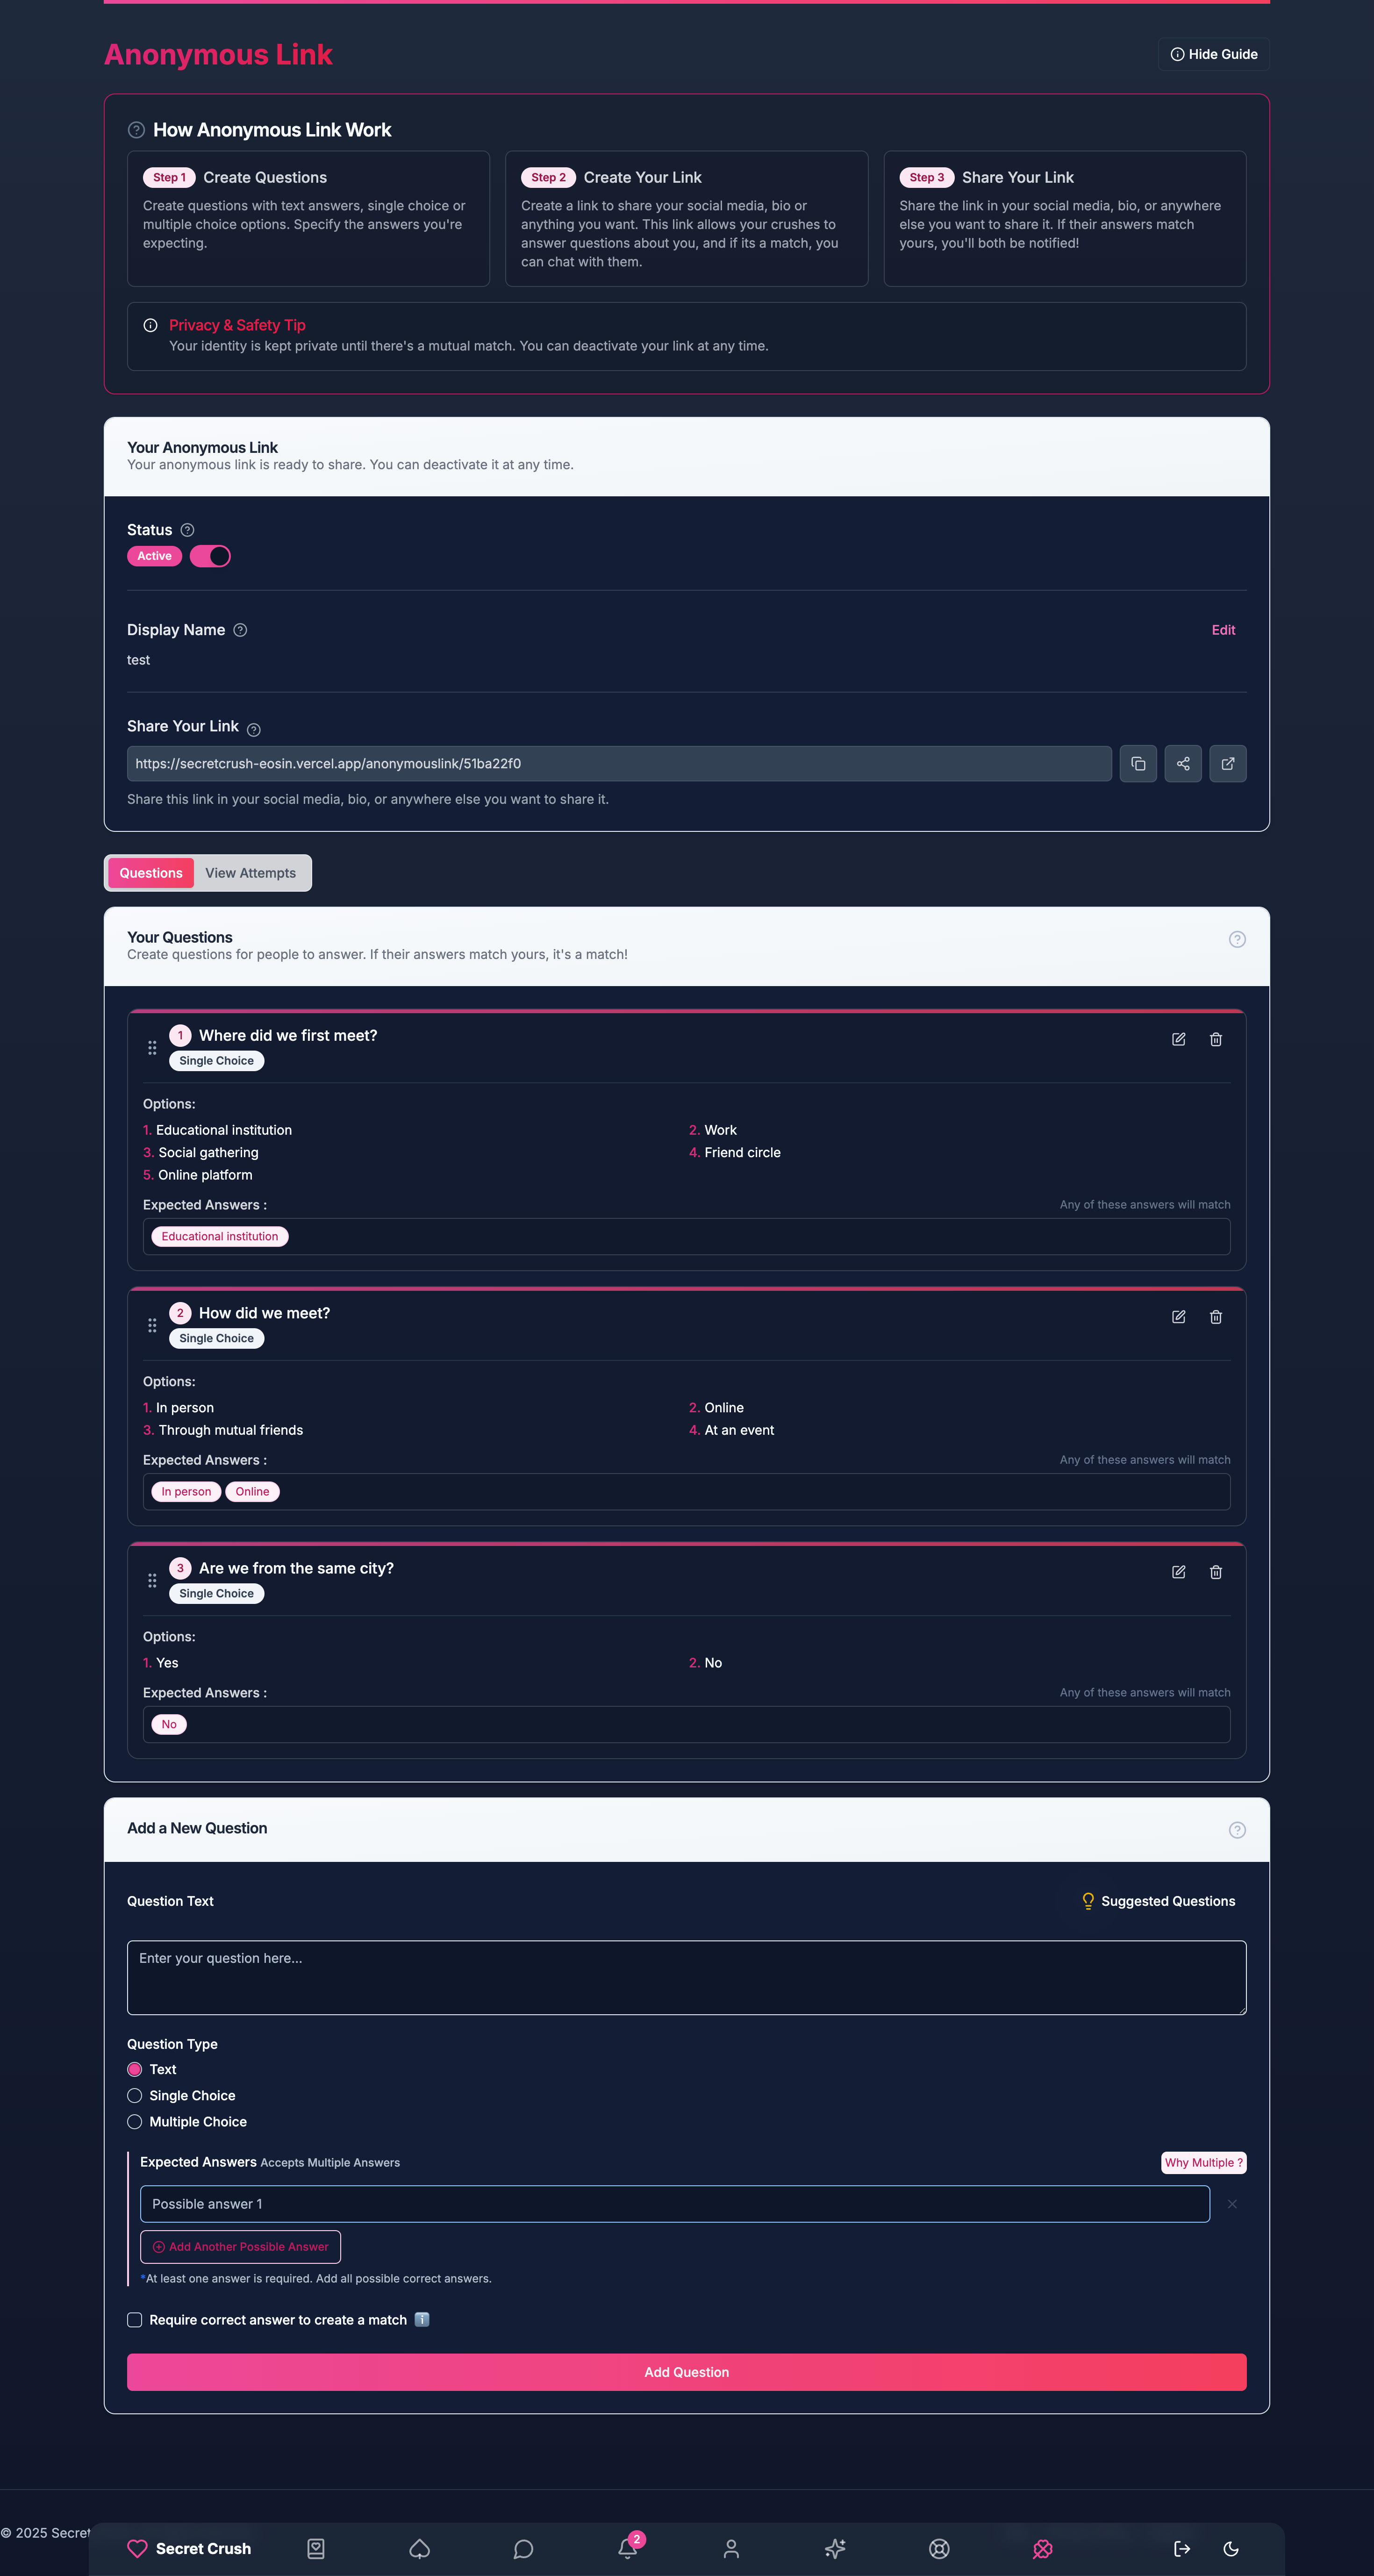 Anonymous Link
Hide Guide
How Anonymous Link Work
Step 1 Create Questions
Create questions with text answers, single choice or
multiple choice options. Specify the answers you're
expecting.
Step 2 Create Your Link
Create a link to share your social media, bio or
anything you want. This link allows your crushes to
answer questions about you, and if its a match, you
can chat with them.
Step 3 Share Your Link
Share the link in your social media, bio, or anywhere
else you want to share it. If their answers match
yours, you'll both be notified!
Privacy & Safety Tip
Your identity is kept private until there's a mutual match. You can deactivate your link at any time.
Your Anonymous Link
Your anonymous link is ready to share. You can deactivate it at any time.
Status
Active
Display Name
Edit
test
Share Your Link
https://secretcrush-eosin.vercel.app/anonymouslink/51ba22f0
Share this link in your social media, bio, or anywhere else you want to share it.
Questions View Attempts
Your Questions
Create questions for people to answer. If their answers match yours, it's a match!
1 Where did we first meet?
Single Choice
Options:
1. Educational institution
2. Work
3. Social gathering
4. Friend circle
5. Online platform
Expected Answers :
Any of these answers will match
Educational institution
2 How did we meet?
Single Choice
Options:
1. In person
2. Online
3. Through mutual friends
4. At an event
Expected Answers :
Any of these answers will match
In person Online
3 Are we from the same city?
Single Choice
Options:
1. Yes
2. No
Expected Answers :
Any of these answers will match
No
Add a New Question
Question Text
Suggested Questions
Enter your question here...
Question Type
Text
Single Choice
Multiple Choice
Expected Answers Accepts Multiple Answers
Why Multiple ?
Possible answer 1
Add Another Possible Answer
*At least one answer is required. Add all possible correct answers.
Require correct answer to create a match
Add Question
© 2025 Secret
Secret Crush
2